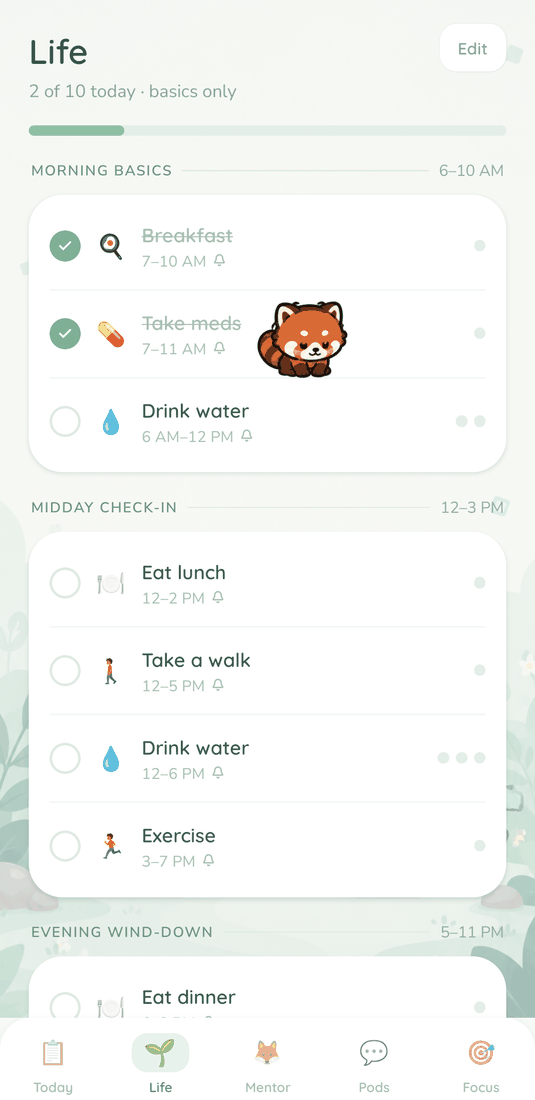 Life
Edit
2 of 10 today · basics only
MORNING BASICS
6–10 AM
Breakfast
7–10 AM
Take meds
7–11 AM
Drink water
6 AM–12 PM
MIDDAY CHECK-IN
12–3 PM
Eat lunch
12–2 PM
Take a walk
12–5 PM
Drink water
12–6 PM
Exercise
3–7 PM
EVENING WIND-DOWN
5–11 PM
Eat dinner
Today
Life
Mentor
Pods
Focus